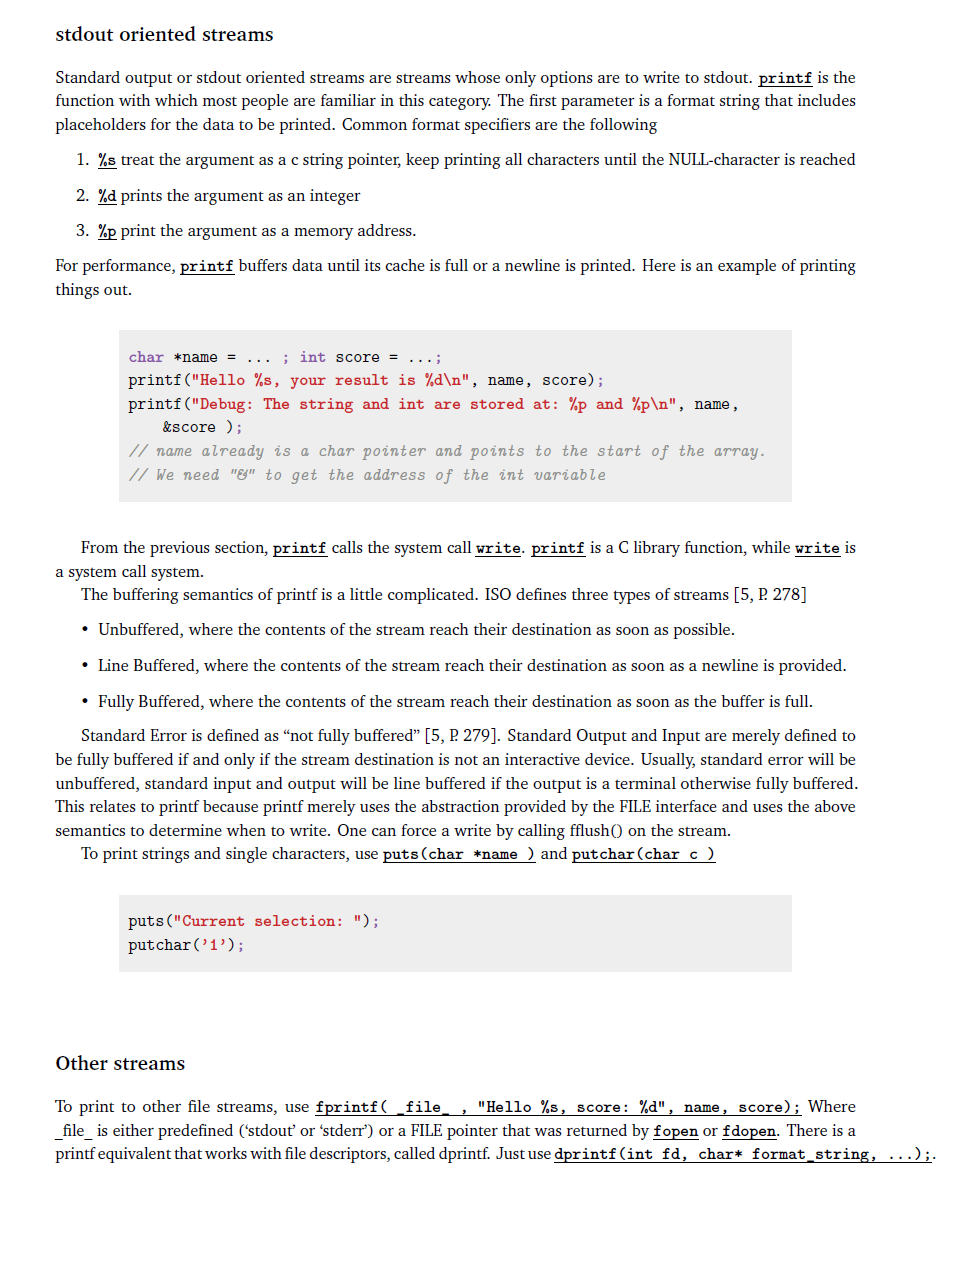 stdout oriented streams
Standard output or stdout oriented streams are streams whose only options are to write to stdout. printf is the
function with which most people are familiar in this category. The first parameter is a format string that includes
placeholders for the data to be printed. Common format specifiers are the following
1. %s treat the argument as a c string pointer, keep printing all characters until the NULL-character is reached
2. %d prints the argument as an integer
3. %p print the argument as a memory address.
For performance, printf buffers data until its cache is full or a newline is printed. Here is an example of printing
things out.
char *name = ... ; int score = ...;
printf("Hello %s, your result is %d\n", name, score);
printf("Debug: The string and int are stored at: %p and %p\n", name,
&score );
// name already is a char pointer and points to the start of the array.
// We need "&" to get the address of the int variable
From the previous section, printf calls the system call write. printf is a C library function, while write is
a system call system.
The buffering semantics of printf is a little complicated. ISO defines three types of streams [5, P. 278]
• Unbuffered, where the contents of the stream reach their destination as soon as possible.
• Line Buffered, where the contents of the stream reach their destination as soon as a newline is provided.
• Fully Buffered, where the contents of the stream reach their destination as soon as the buffer is full.
Standard Error is defined as “not fully buffered” [5, P. 279]. Standard Output and Input are merely defined to
be fully buffered if and only if the stream destination is not an interactive device. Usually, standard error will be
unbuffered, standard input and output will be line buffered if the output is a terminal otherwise fully buffered.
This relates to printf because printf merely uses the abstraction provided by the FILE interface and uses the above
semantics to determine when to write. One can force a write by calling fflush() on the stream.
To print strings and single characters, use puts(char *name ) and putchar(char c )
puts("Current selection: ");
putchar(’1’);
Other streams
To print to other file streams, use fprintf( _file_ , "Hello %s, score: %d", name, score); Where
_file_ is either predefined (‘stdout’ or ‘stderr’) or a FILE pointer that was returned by fopen or fdopen. There is a
printf equivalent that works with file descriptors, called dprintf. Just use dprintf(int fd, char* format_string, ...);.